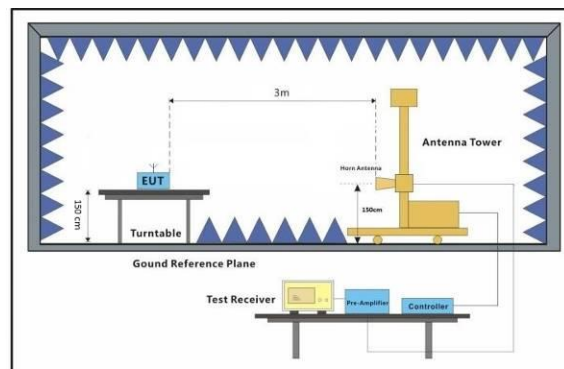 3m
Antenna Tower
Horn Antenna
EUT
150 cm
150cm
Turntable
Gound Reference Plane
Test Receiver
Pre-Amplifier
Controller